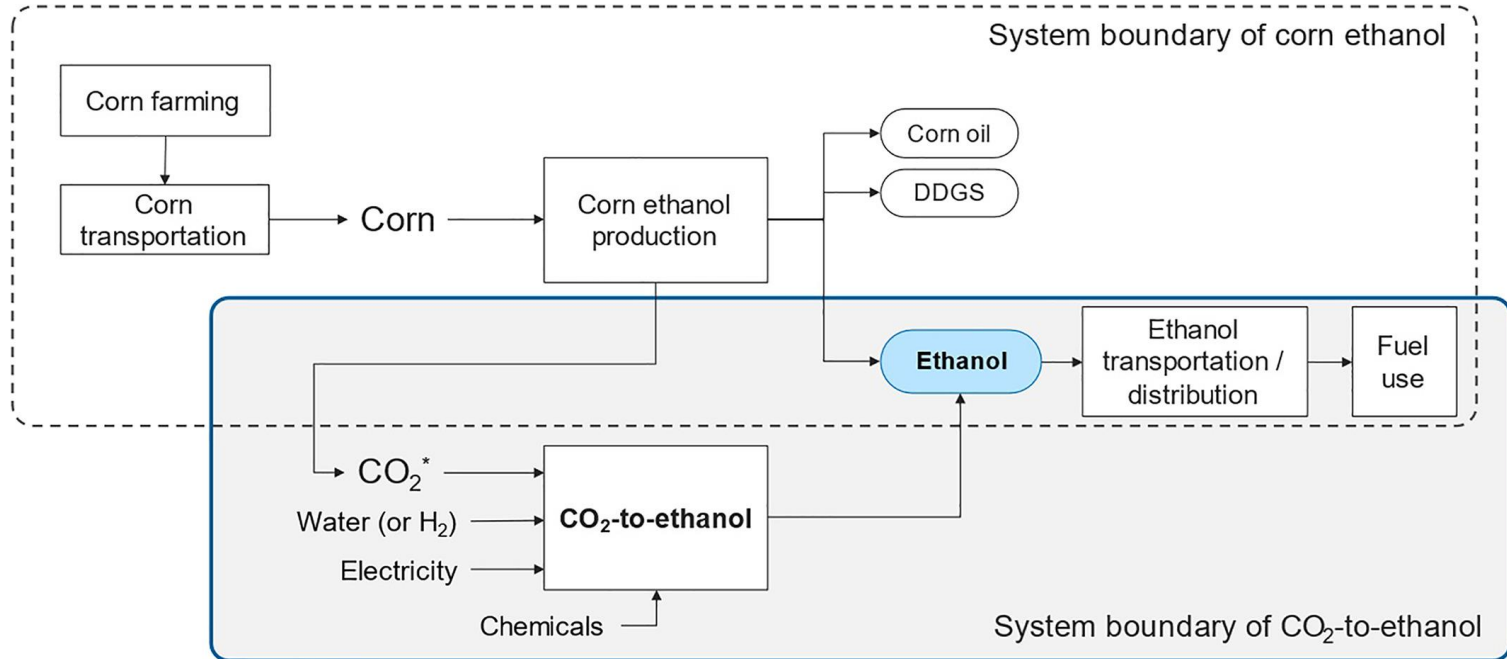 System boundary of corn ethanol
Corn farming
Corn
transportation
Corn
Corn ethanol
production
Corn oil
DDGS
Ethanol
Ethanol
transportation /
distribution
Fuel
use
CO₂*
Water (or H₂)
Electricity
Chemicals
CO₂-to-ethanol
System boundary of CO₂-to-ethanol